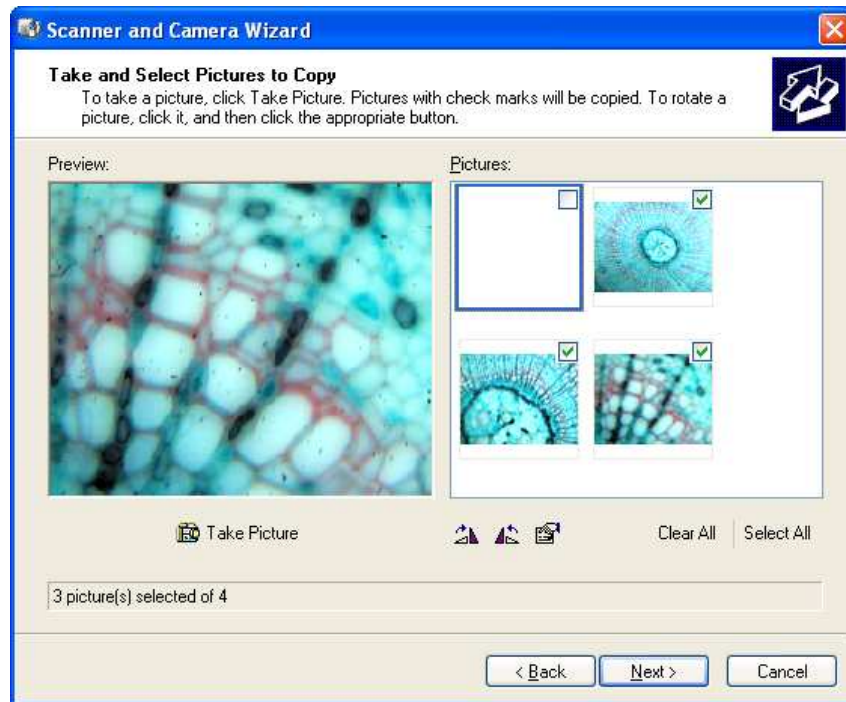 Scanner and Camera Wizard
Take and Select Pictures to Copy
To take a picture, click Take Picture. Pictures with check marks will be copied. To rotate a
picture, click it, and then click the appropriate button.
Preview:
Pictures:
Take Picture
Clear All
Select All
3 picture(s) selected of 4
< Back
Next >
Cancel